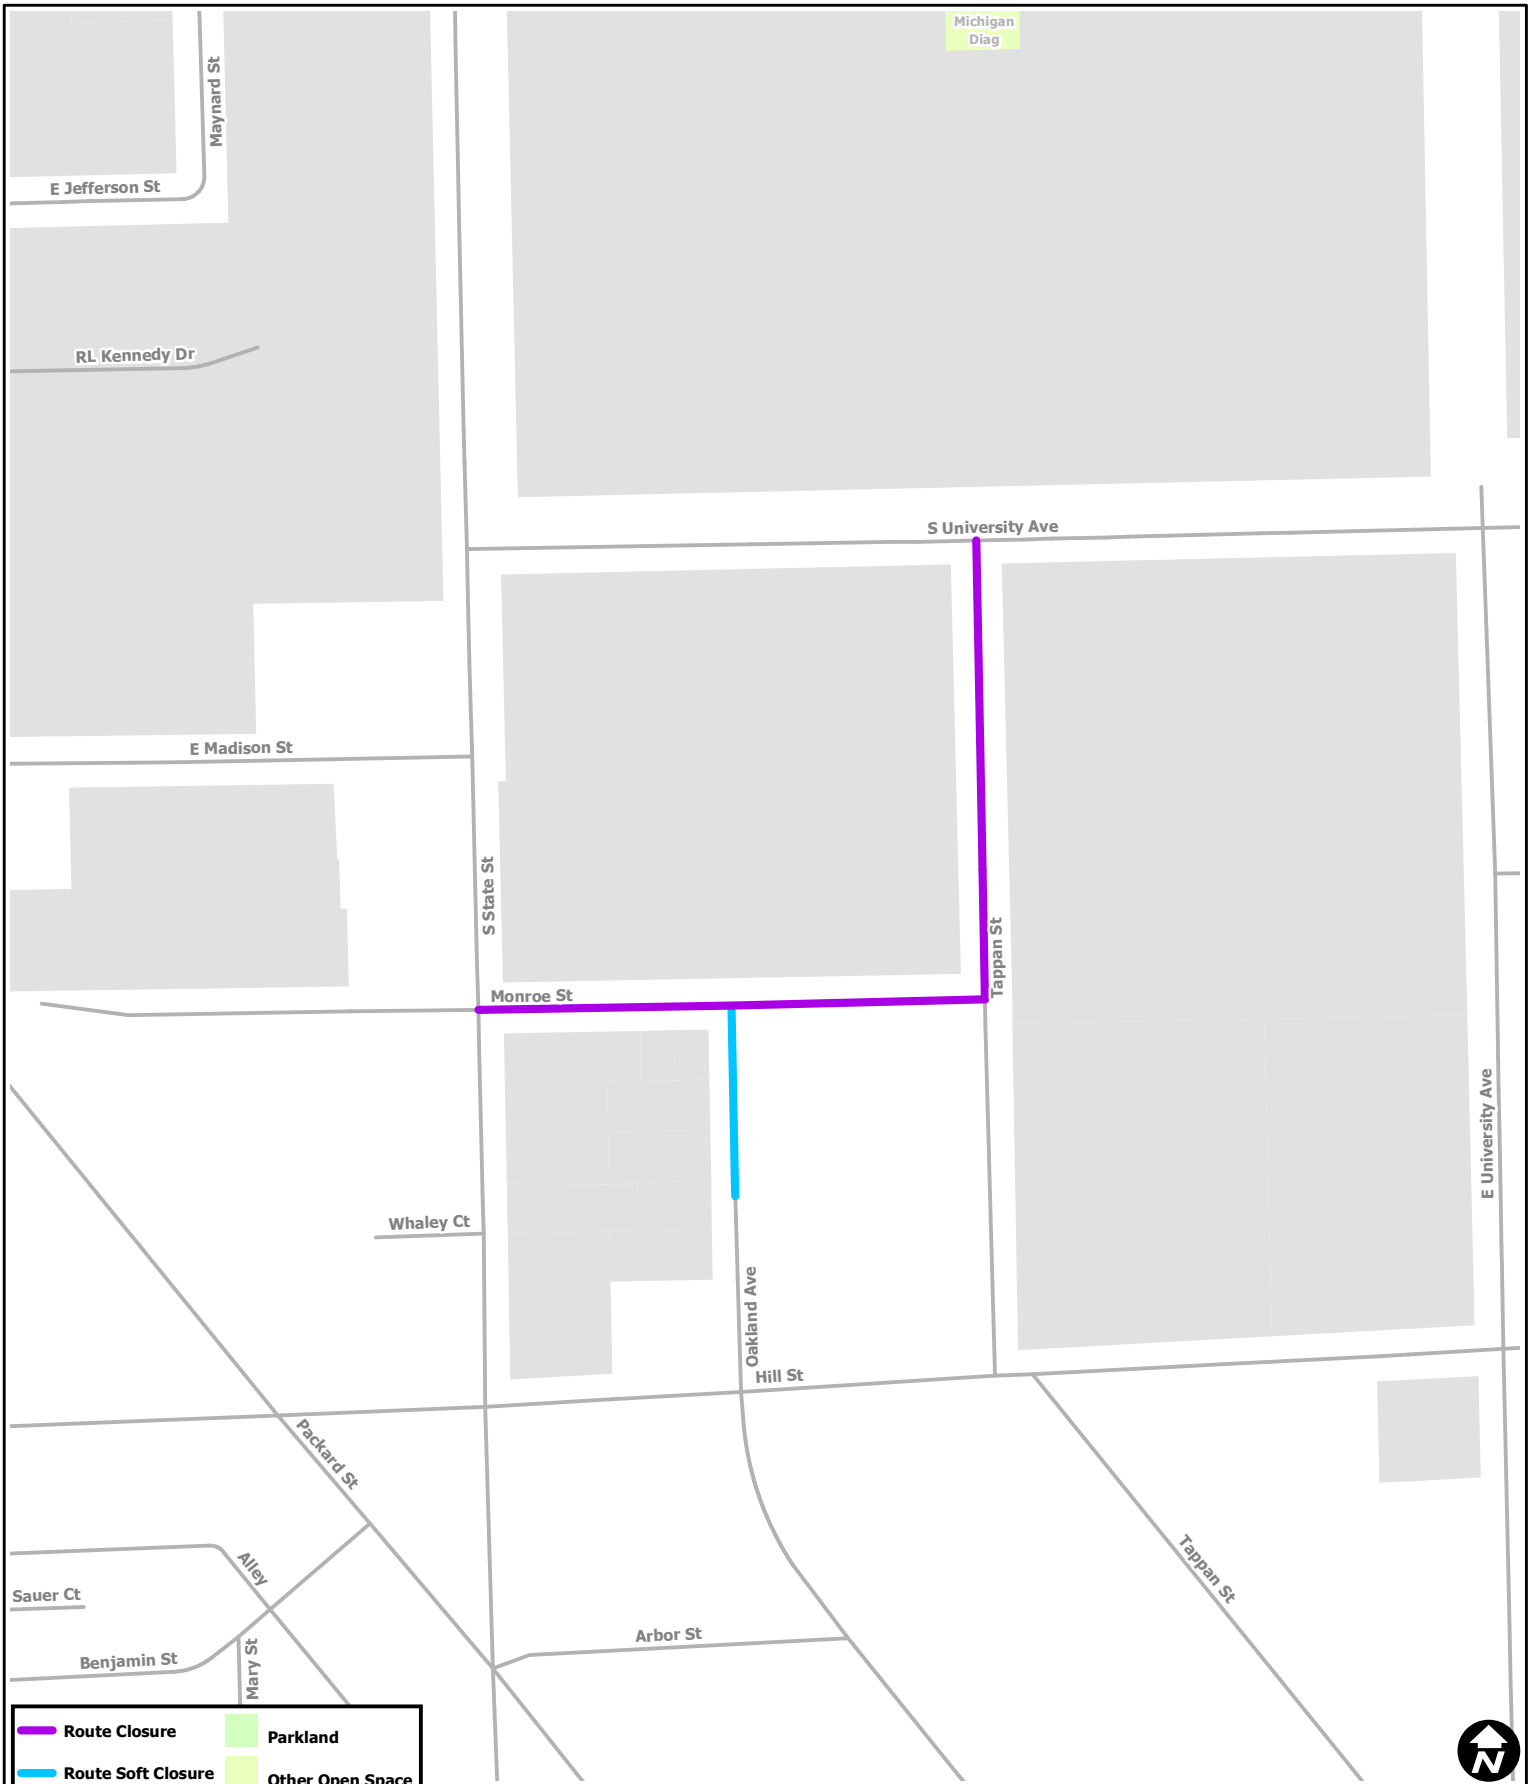 Michigan
Diag
Maynard St
E Jefferson St
RL Kennedy Dr
S University Ave
E Madison St
S State St
Tappan St
Monroe St
E University Ave
Whaley Ct
Oakland Ave
Hill St
Packard St
Alley
Tappan St
Sauer Ct
Arbor St
Benjamin St
Mary St
Route Closure
Parkland
Route Soft Closure
Other Open Space
N